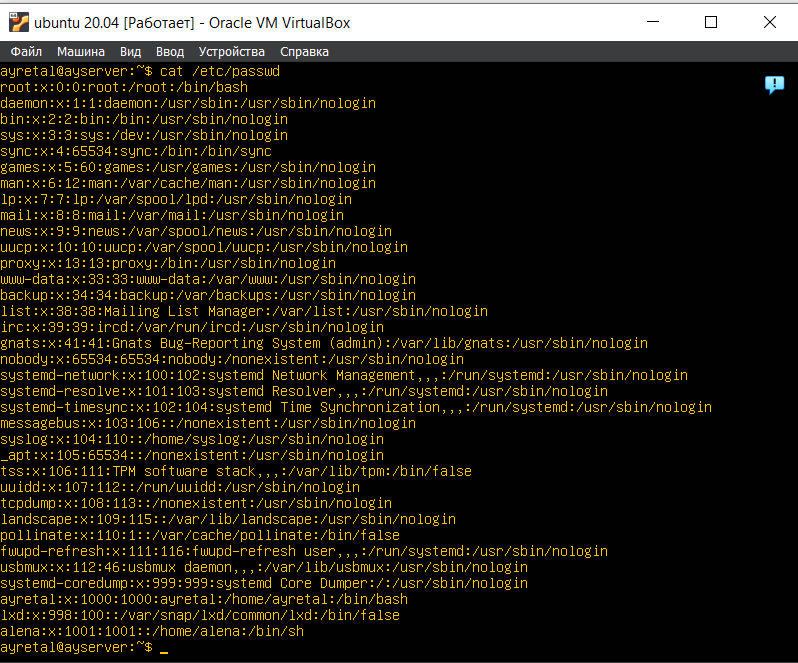 ubuntu 20.04 [Работает] - Oracle VM VirtualBox
Файл Машина Вид Ввод Устройства Справка
ayretal@ayserver:~$ cat /etc/passwd
root:x:0:0:root:/root:/bin/bash
daemon:x:1:1:daemon:/usr/sbin:/usr/sbin/nologin
bin:x:2:2:bin:/bin:/usr/sbin/nologin
sys:x:3:3:sys:/dev:/usr/sbin/nologin
sync:x:4:65534:sync:/bin:/bin/sync
games:x:5:60:games:/usr/games:/usr/sbin/nologin
man:x:6:12:man:/var/cache/man:/usr/sbin/nologin
lp:x:7:7:lp:/var/spool/lpd:/usr/sbin/nologin
mail:x:8:8:mail:/var/mail:/usr/sbin/nologin
news:x:9:9:news:/var/spool/news:/usr/sbin/nologin
uucp:x:10:10:uucp:/var/spool/uucp:/usr/sbin/nologin
proxy:x:13:13:proxy:/bin:/usr/sbin/nologin
www-data:x:33:33:www-data:/var/www:/usr/sbin/nologin
backup:x:34:34:backup:/var/backups:/usr/sbin/nologin
list:x:38:38:Mailing List Manager:/var/list:/usr/sbin/nologin
irc:x:39:39:ircd:/var/run/ircd:/usr/sbin/nologin
gnats:x:41:41:Gnats Bug-Reporting System (admin):/var/lib/gnats:/usr/sbin/nologin
nobody:x:65534:65534:nobody:/nonexistent:/usr/sbin/nologin
systemd-network:x:100:102:systemd Network Management,,,:/run/systemd:/usr/sbin/nologin
systemd-resolve:x:101:103:systemd Resolver,,,:/run/systemd:/usr/sbin/nologin
systemd-timesync:x:102:104:systemd Time Synchronization,,,:/run/systemd:/usr/sbin/nologin
messagebus:x:103:106::/nonexistent:/usr/sbin/nologin
syslog:x:104:110::/home/syslog:/usr/sbin/nologin
_apt:x:105:65534::/nonexistent:/usr/sbin/nologin
tss:x:106:111:TPM software stack,,,:/var/lib/tpm:/bin/false
uuidd:x:107:112::/run/uuidd:/usr/sbin/nologin
tcpdump:x:108:113::/nonexistent:/usr/sbin/nologin
landscape:x:109:115::/var/lib/landscape:/usr/sbin/nologin
pollinate:x:110:1::/var/cache/pollinate:/bin/false
fwupd-refresh:x:111:116:fwupd-refresh user,,,:/run/systemd:/usr/sbin/nologin
usbmux:x:112:46:usbmux daemon,,,:/var/lib/usbmux:/usr/sbin/nologin
systemd-coredump:x:999:999:systemd Core Dumper:/:/usr/sbin/nologin
ayretal:x:1000:1000:ayretal:/home/ayretal:/bin/bash
lxd:x:998:100::/var/snap/lxd/common/lxd:/bin/false
alena:x:1001:1001::/home/alena:/bin/sh
ayretal@ayserver:~$ _